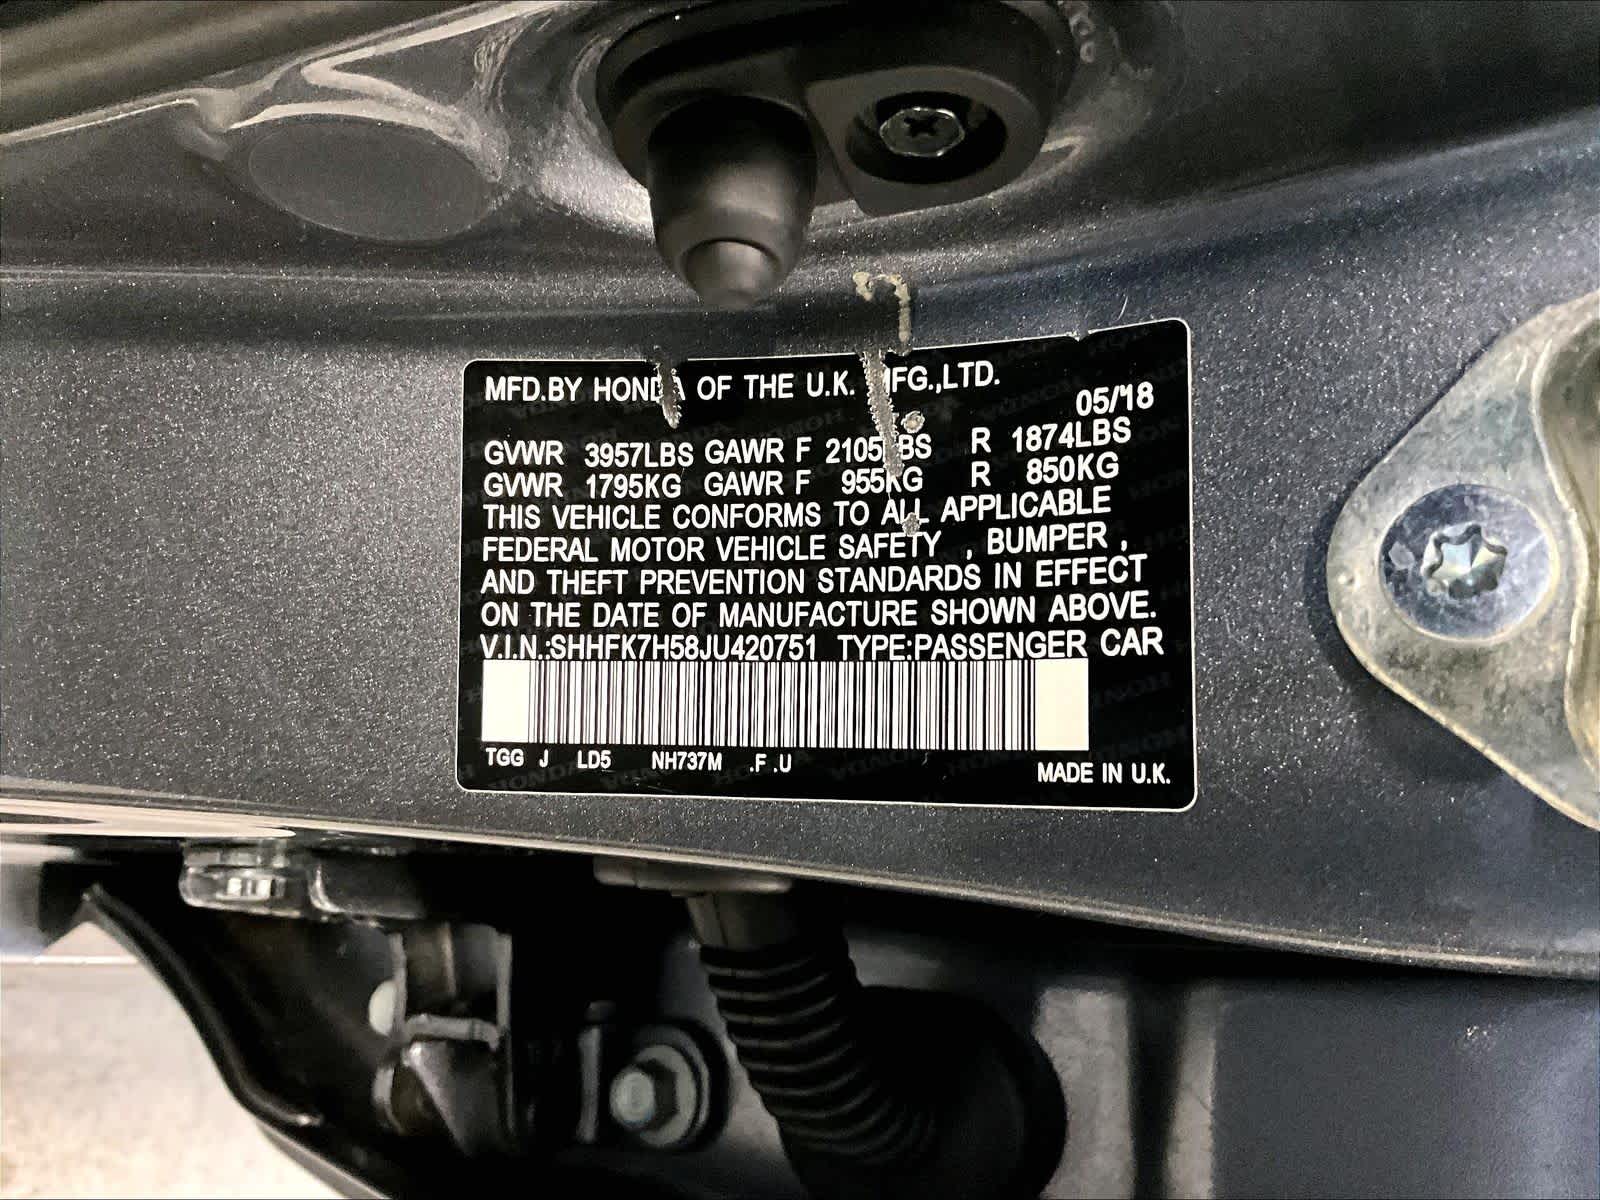 MFD.BY HONDA OF THE U.K. MFG.,LTD.
05/'18
GVWR 3957LBS GAWR F 2105LBS R 1874LBS
GVWR 1795KG GAWR F 955KG R 850KG
THIS VEHICLE CONFORMS TO ALL APPLICABLE
FEDERAL MOTOR VEHICLE SAFETY , BUMPER ,
AND THEFT PREVENTION STANDARDS IN EFFECT
ON THE DATE OF MANUFACTURE SHOWN ABOVE.
V.I.N.:SHHFK7H58JU420751 TYPE:PASSENGER CAR
TGG J LD5 NH737M .F .U
MADE IN U.K.